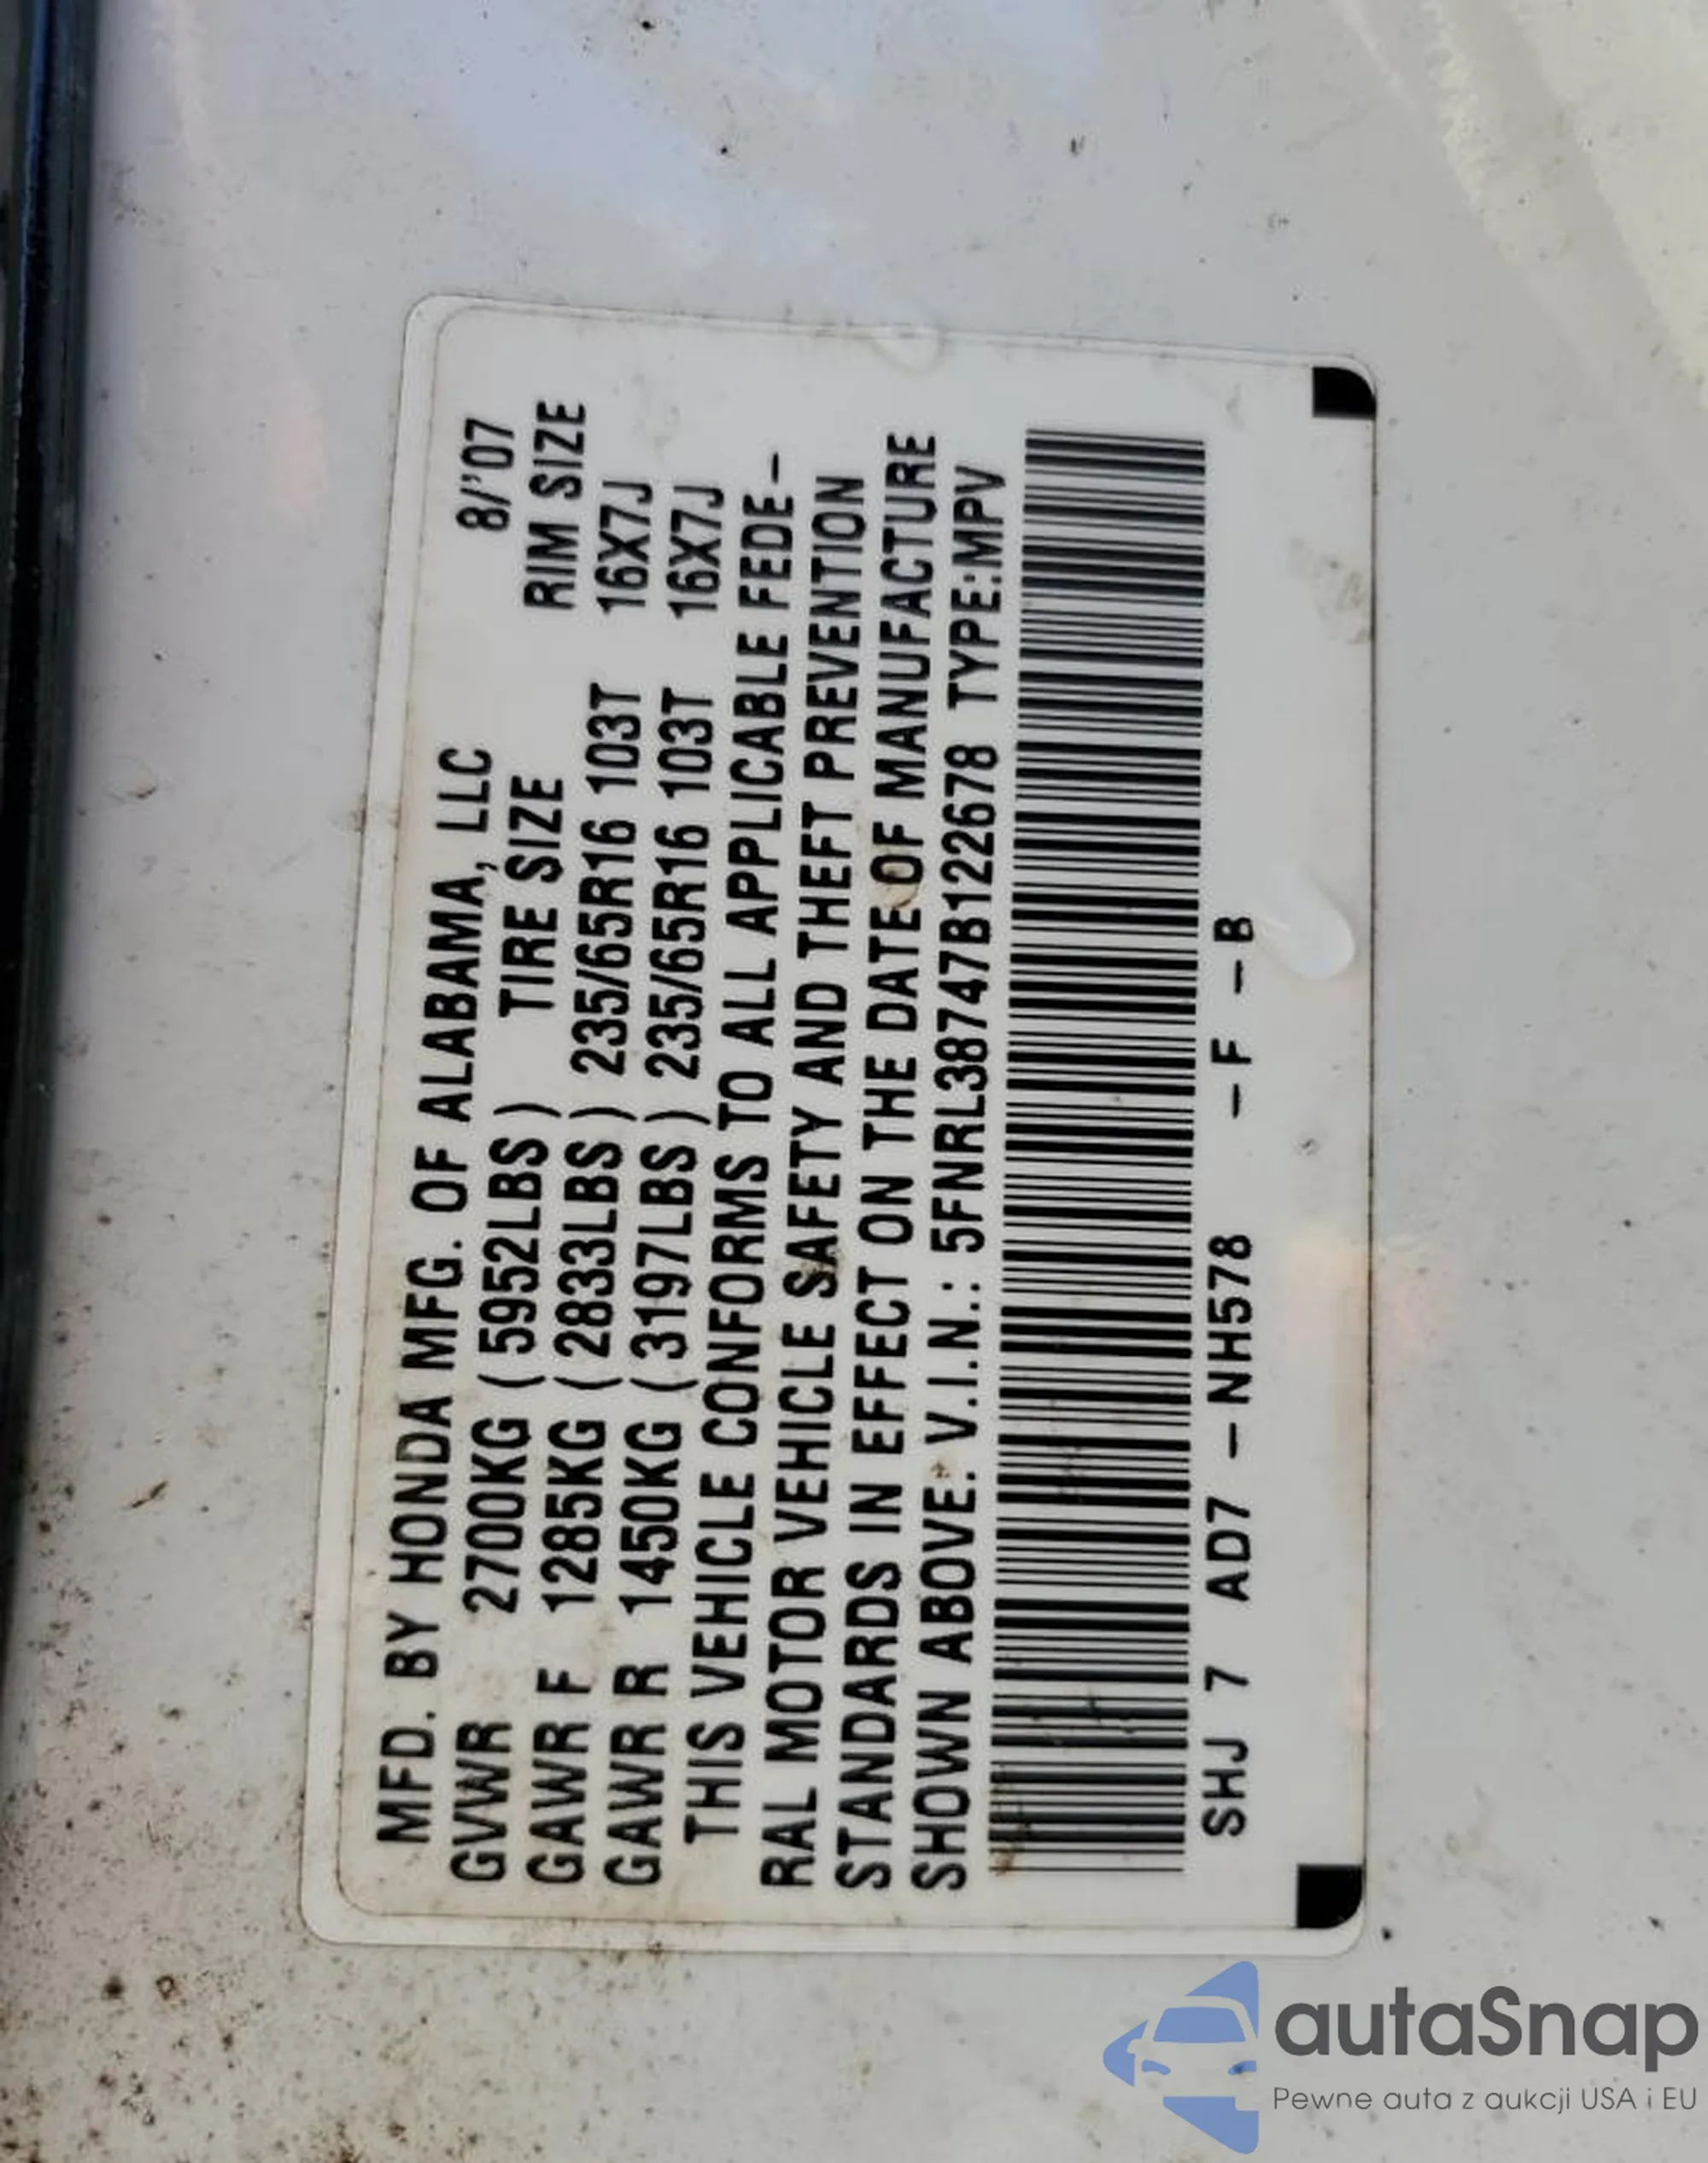 MFD. BY HONDA MFG. OF ALABAMA, LLC 8/'07
GVWR 2700KG ( 5952LBS ) TIRE SIZE RIM SIZE
GAWR F 1285KG ( 2833LBS ) 235/65R16 103T 16X7J
GAWR R 1450KG ( 3197LBS ) 235/65R16 103T 16X7J
THIS VEHICLE CONFORMS TO ALL APPLICABLE FEDE-
RAL MOTOR VEHICLE SAFETY AND THEFT PREVENTION
STANDARDS IN EFFECT ON THE DATE OF MANUFACTURE
SHOWN ABOVE. V.I.N.: 5FNRL38747B122678 TYPE:MPV
SHJ 7 AD7 -NH578 -F -B
autaSnap
Pewne auta z aukcji USA i EU